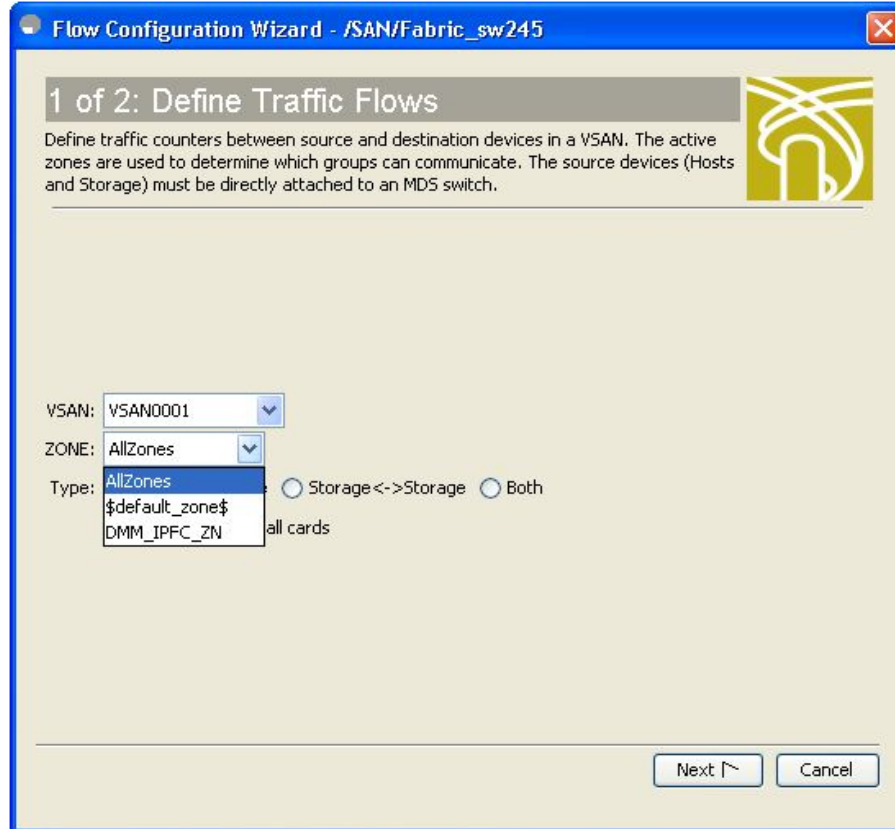 Flow Configuration Wizard - /SAN/Fabric_sw245
1 of 2: Define Traffic Flows
Define traffic counters between source and destination devices in a VSAN. The active
zones are used to determine which groups can communicate. The source devices (Hosts
and Storage) must be directly attached to an MDS switch.
VSAN: VSAN0001
ZONE: AllZones
Type: AllZones Storage<->Storage Both
$default_zone$
DMM_IPFC_ZN all cards
Next Cancel